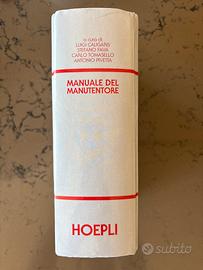 a cura di
LUIGI CALIGARIS
STEFANO FAVA
CARLO TOMASELLO
ANTONIO PIVETTA
MANUALE DEL
MANUTENTORE
HOEPLI
subito